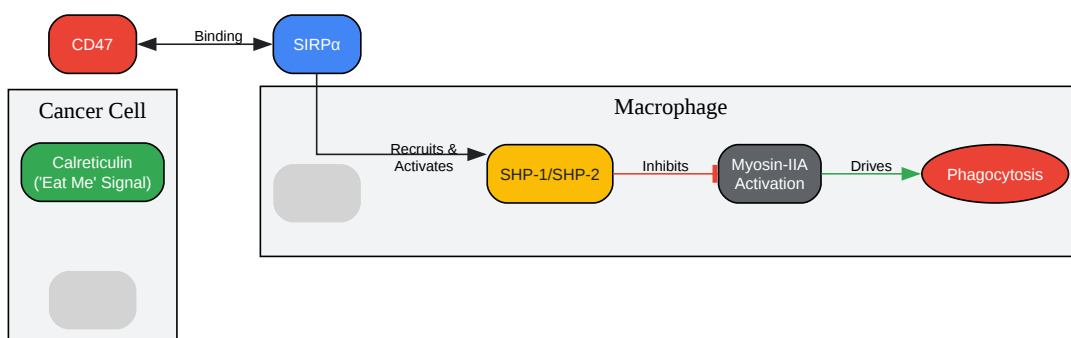 CD47
Binding
SIRPα
Cancer Cell
Macrophage
Calreticulin
('Eat Me' Signal)
Recruits &
Activates
SHP-1/SHP-2
Inhibits
Myosin-IIA
Activation
Drives
Phagocytosis